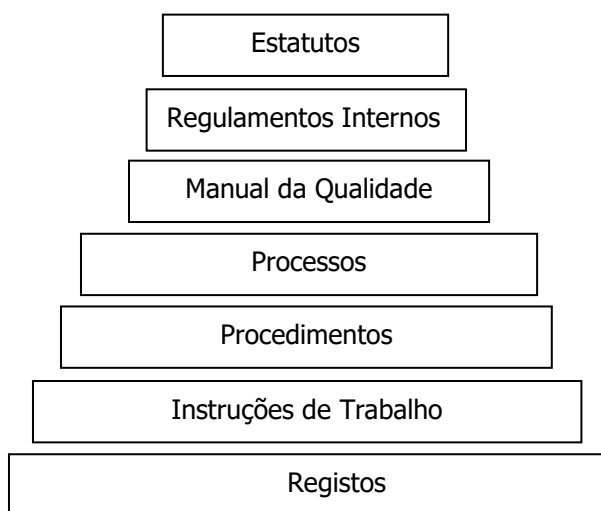 Estatutos
Regulamentos Internos
Manual da Qualidade
Processos
Procedimentos
Instruções de Trabalho
Registos